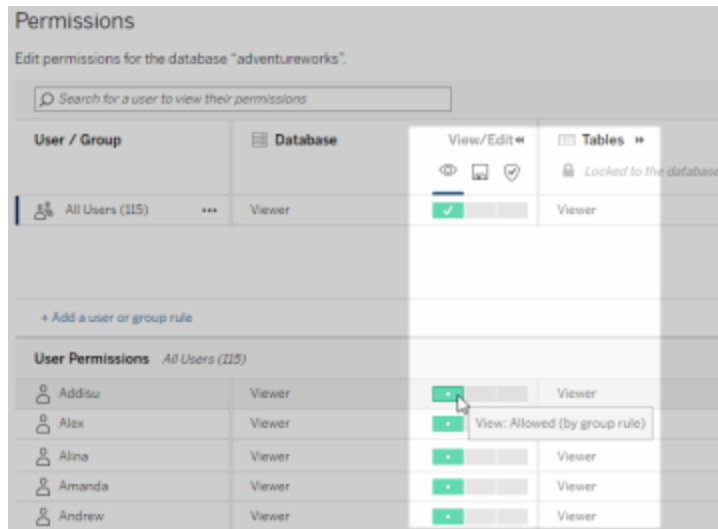 Permissions
Edit permissions for the database "adventureworks".
Search for a user to view their permissions
User / Group Database View/Edit Tables
Locked to the database
All Users (115) ••• Viewer Viewer
+ Add a user or group rule
User Permissions All Users (115)
Addisu Viewer Viewer
Alex Viewer View: Allowed (by group rule)
Alina Viewer Viewer
Amanda Viewer Viewer
Andrew Viewer Viewer